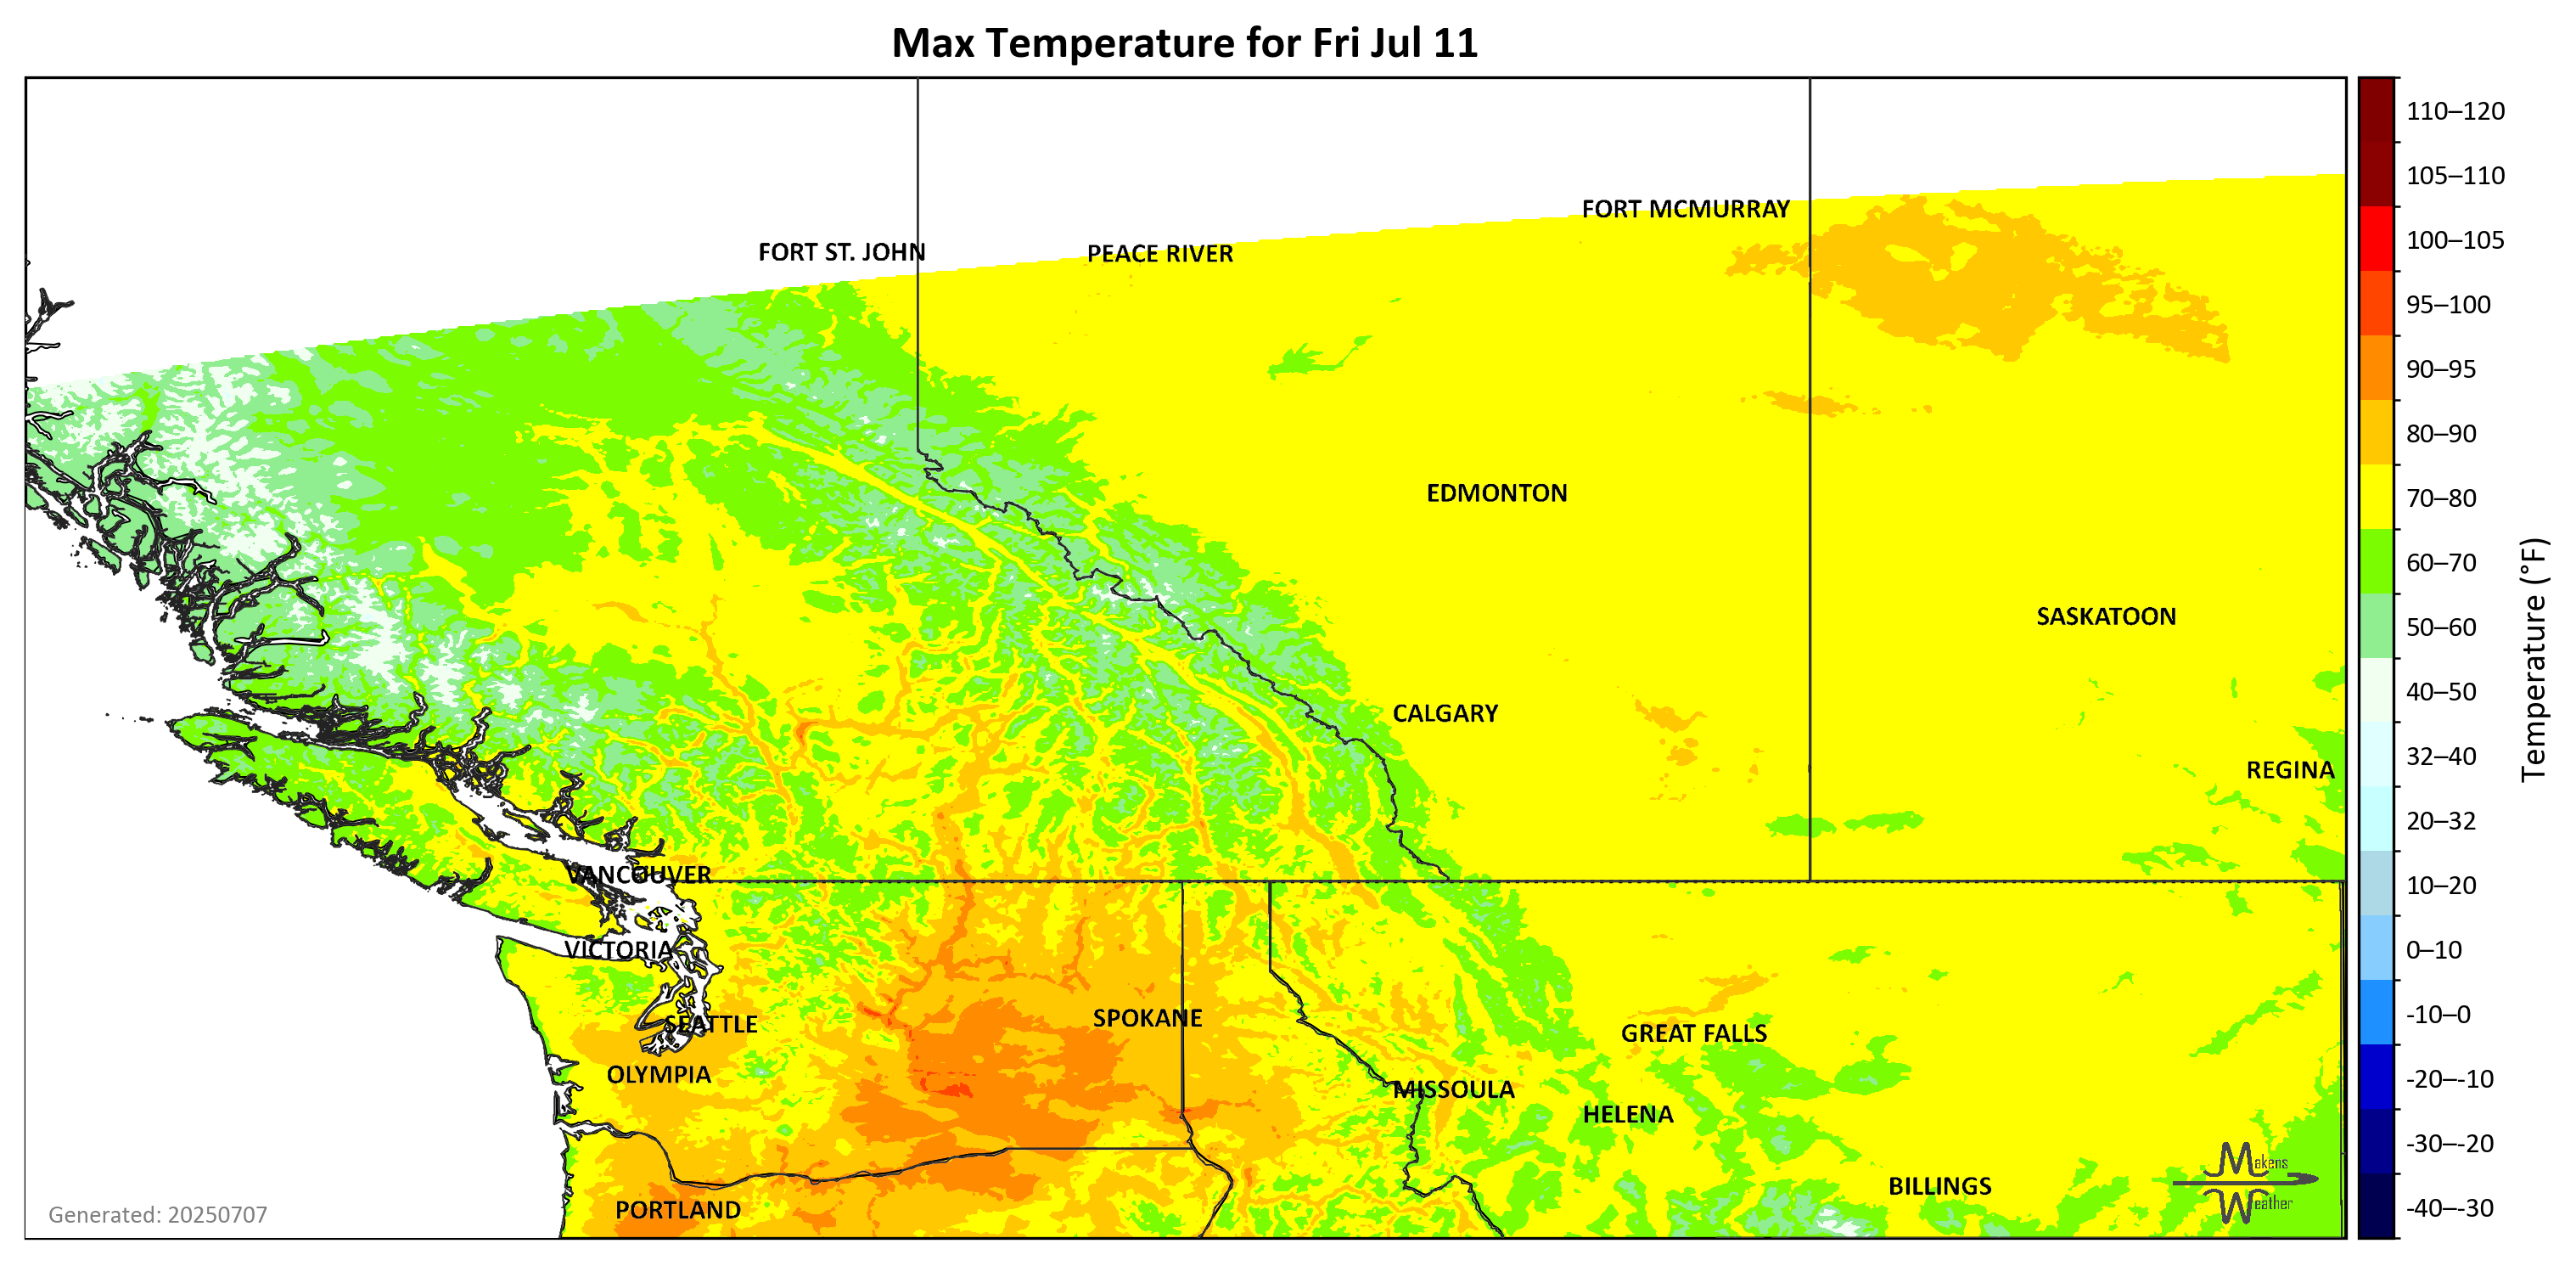 Max Temperature for Fri Jul 11
110–120
105–110
FORT MCMURRAY
100–105
FORT ST. JOHN
PEACE RIVER
95–100
90–95
80–90
EDMONTON
70–80
60–70
SASKATOON
50–60
Temperature (°F)
40–50
CALGARY
32–40
REGINA
20–32
VANCOUVER
10–20
VICTORIA
0–10
SEATTLE
SPOKANE
-10–0
GREAT FALLS
OLYMPIA
-20–-10
MISSOULA
HELENA
-30–-20
Makens
Weather
BILLINGS
PORTLAND
-40–-30
Generated: 20250707